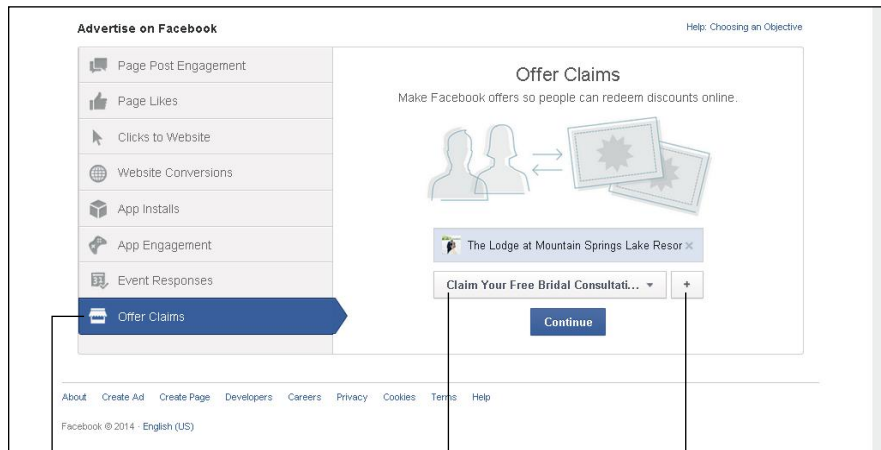 Advertise on Facebook
Help: Choosing an Objective
Page Post Engagement
Page Likes
Clicks to Website
Website Conversions
App Installs
App Engagement
31
Event Responses
Offer Claims
Offer Claims
Make Facebook offers so people can redeem discounts online.
The Lodge at Mountain Springs Lake Resor ×
Claim Your Free Bridal Consultati... +
Continue
About Create Ad Create Page Developers Careers Privacy Cookies Terms Help
Facebook © 2014 · English (US)